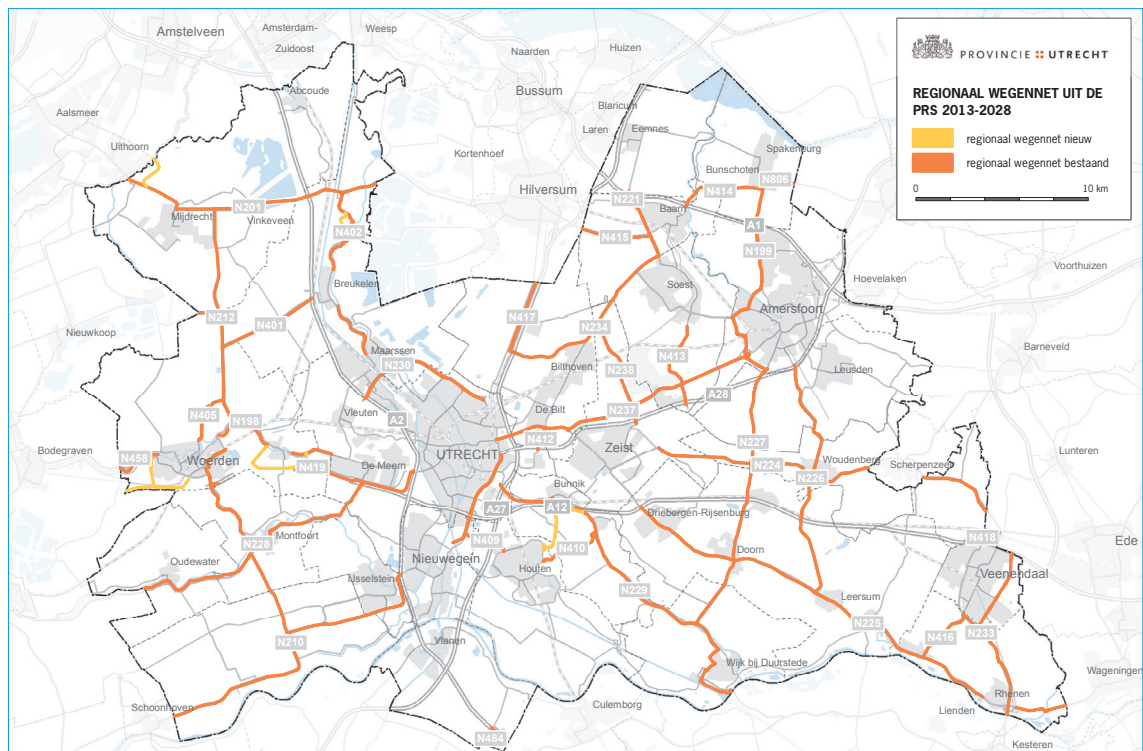 Amstelveen
Amsterdam-
Zuidoost
Weesp
Naarden
Huizen
Bussum
Blaricum
Laren
Eemnes
Abcoude
Aalsmeer
Uithoorn
Kortenhoef
Hilversum
Spakenburg
Bunschoten
N806
N414
N221
Baarn
A1
N415
N199
N201
Mijdrecht
Vinkeveen
N402
Breukelen
Soest
Hoevelaken
Voorthuizen
Amersfoort
Nieuwkoop
N212
N401
N417
N234
Maarssen
N230
Bilthoven
N413
N238
Leusden
Barneveld
A28
N405
N198
Vleuten
A2
De Bilt
N237
N412
Bodegraven
N458
Woerden
N419
De Meern
UTRECHT
Zeist
N227
N224
Woudenberg
N226
Scherpenzeel
Lunteren
Bunnik
A27
A12
Driebergen-Rijsenburg
N228
Montfoort
N409
N410
Oudewater
Nieuwegein
Houten
IJsselstein
Doorn
N418
Ede
Veenendaal
N229
Leersum
N225
N416
N233
N210
Vianen
Wijk bij Duurstede
Wageningen
Schoonhoven
Culemborg
Rhenen
Lienden
N484
Kesteren
PROVINCIE UTRECHT
REGIONAAL WEGENNET UIT DE
PRS 2013-2028
regionaal wegennet nieuw
regionaal wegennet bestaand
0 10 km